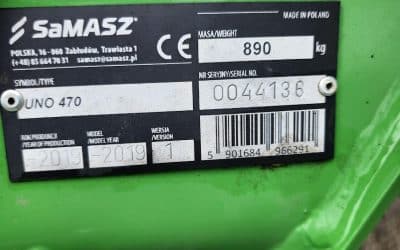 SaMASZ
POLSKA, 16-060 Zabłudów, Trawiasta 1
(+48) 85 664 70 31 samasz@samasz.pl
CE
MADE IN POLAND
MASA/WEIGHT
890 kg
SYMBOL/TYPE
UNO 470
NR SERYJNY/SERIAL NO.
0044136
ROK PRODUKCJI
/YEAR OF PRODUCTION
2019
MODEL
/MODEL YEAR
2019
WERSJA
/VERSION
1
5 901684 966291